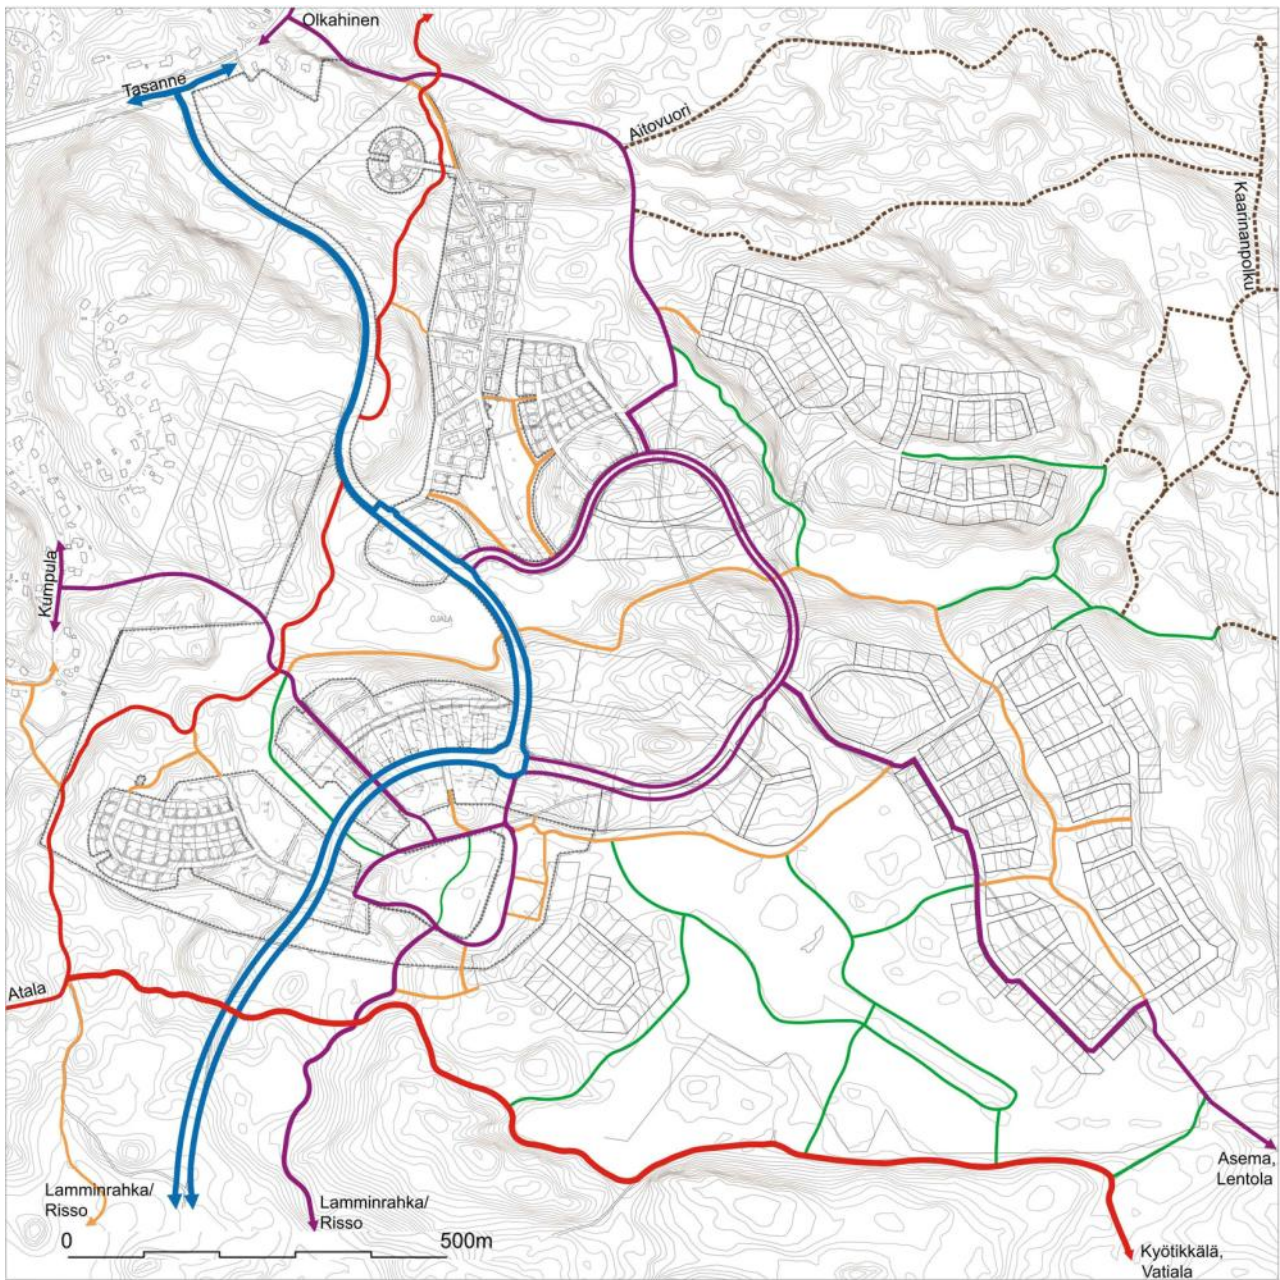 Olkahinen
Tasanne
Aitovuori
Kaarinanpolku
Kumpula
OJALA
Atala
Lamminrahka/
Risso
Lamminrahka/
Risso
Asema,
Lentola
Kyötikkälä,
Vatiala
0
500m